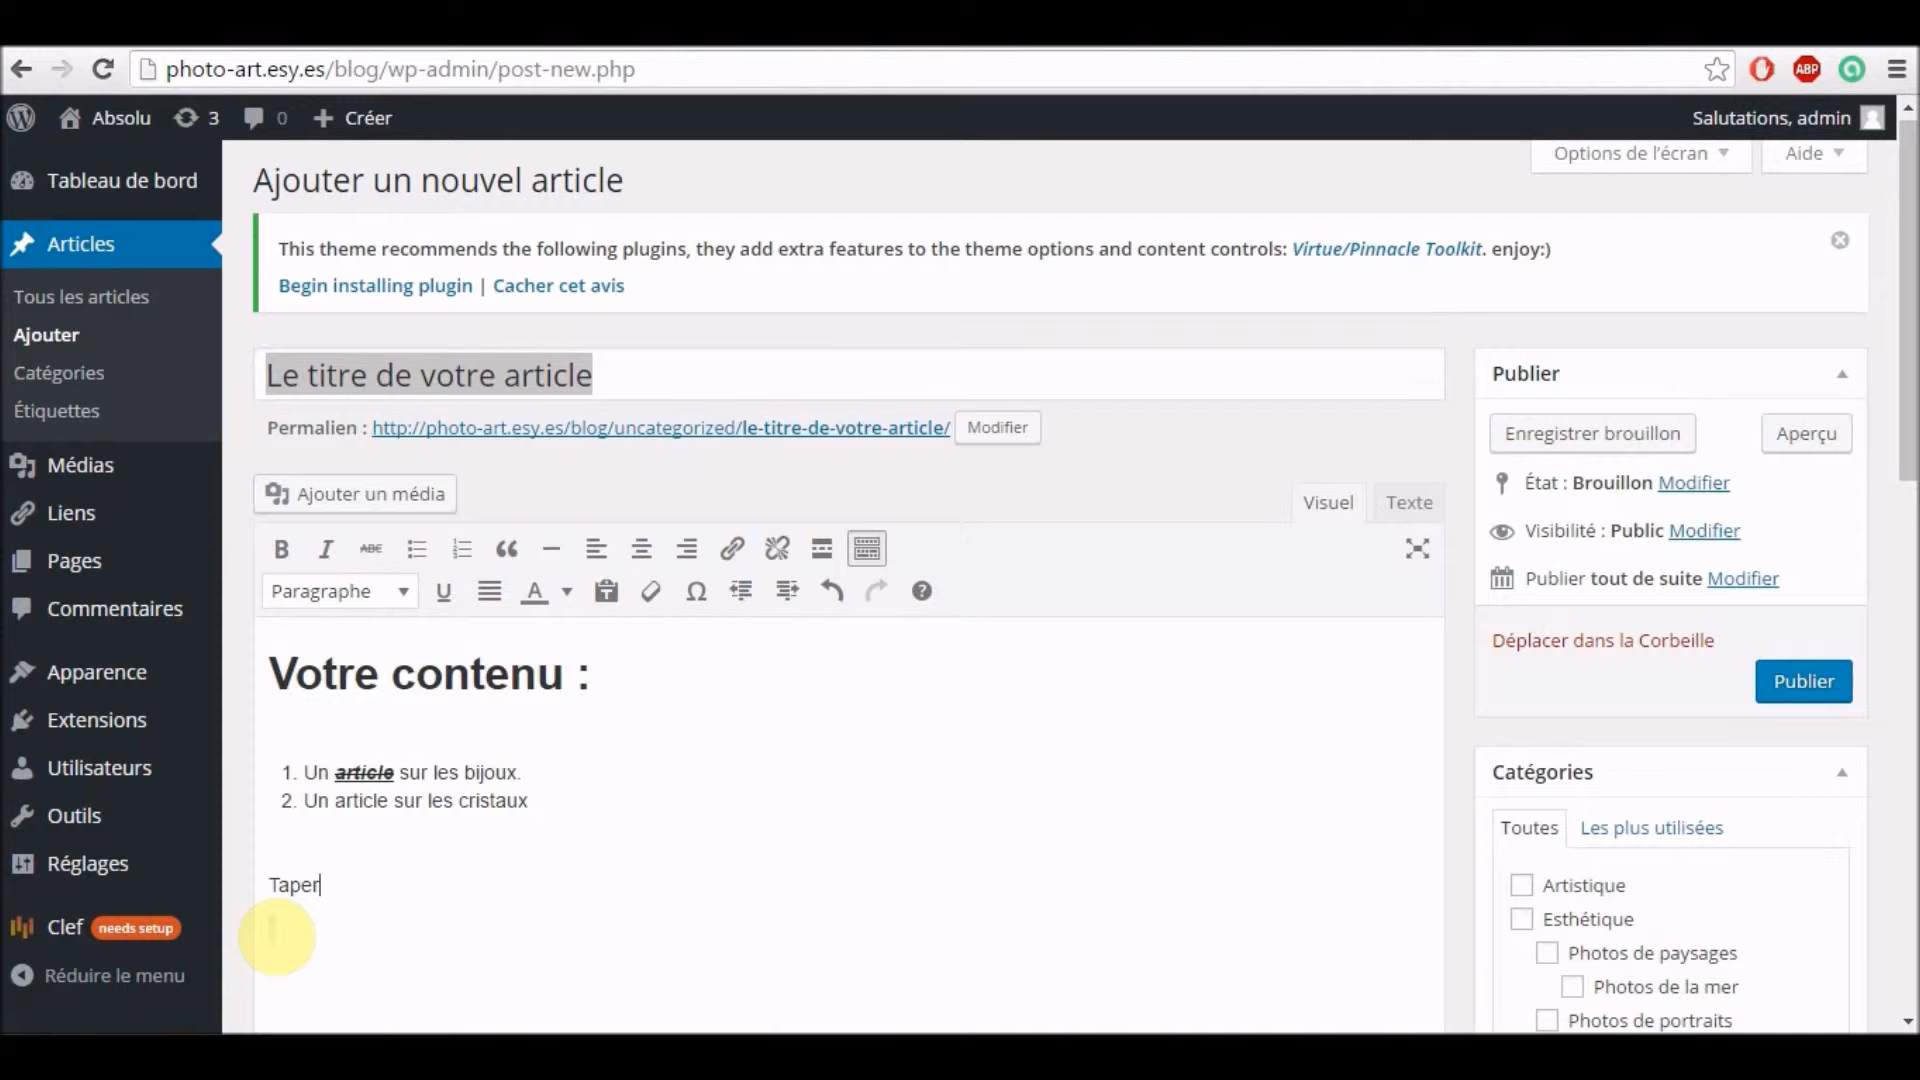 photo-art.esy.es/blog/wp-admin/post-new.php
ABP
Absolu 3 0 Créer
Salutations, admin
Tableau de bord
Articles
Tous les articles
Ajouter
Catégories
Étiquettes
Médias
Liens
Pages
Commentaires
Apparence
Extensions
Utilisateurs
Outils
Réglages
Clef needs setup
Réduire le menu
Options de l'écran
Aide
Ajouter un nouvel article
This theme recommends the following plugins, they add extra features to the theme options and content controls: Virtue/Pinnacle Toolkit. enjoy:)
Begin installing plugin | Cacher cet avis
Le titre de votre article
Permalien : http://photo-art.esy.es/blog/uncategorized/le-titre-de-votre-article/ Modifier
Ajouter un média
Visuel Texte
B I ABC
Paragraphe U A Ω
Votre contenu :
1. Un article sur les bijoux.
2. Un article sur les cristaux
Taper
Publier
Enregistrer brouillon Aperçu
État : Brouillon Modifier
Visibilité : Public Modifier
Publier tout de suite Modifier
Déplacer dans la Corbeille
Publier
Catégories
Toutes Les plus utilisées
Artistique
Esthétique
Photos de paysages
Photos de la mer
Photos de portraits